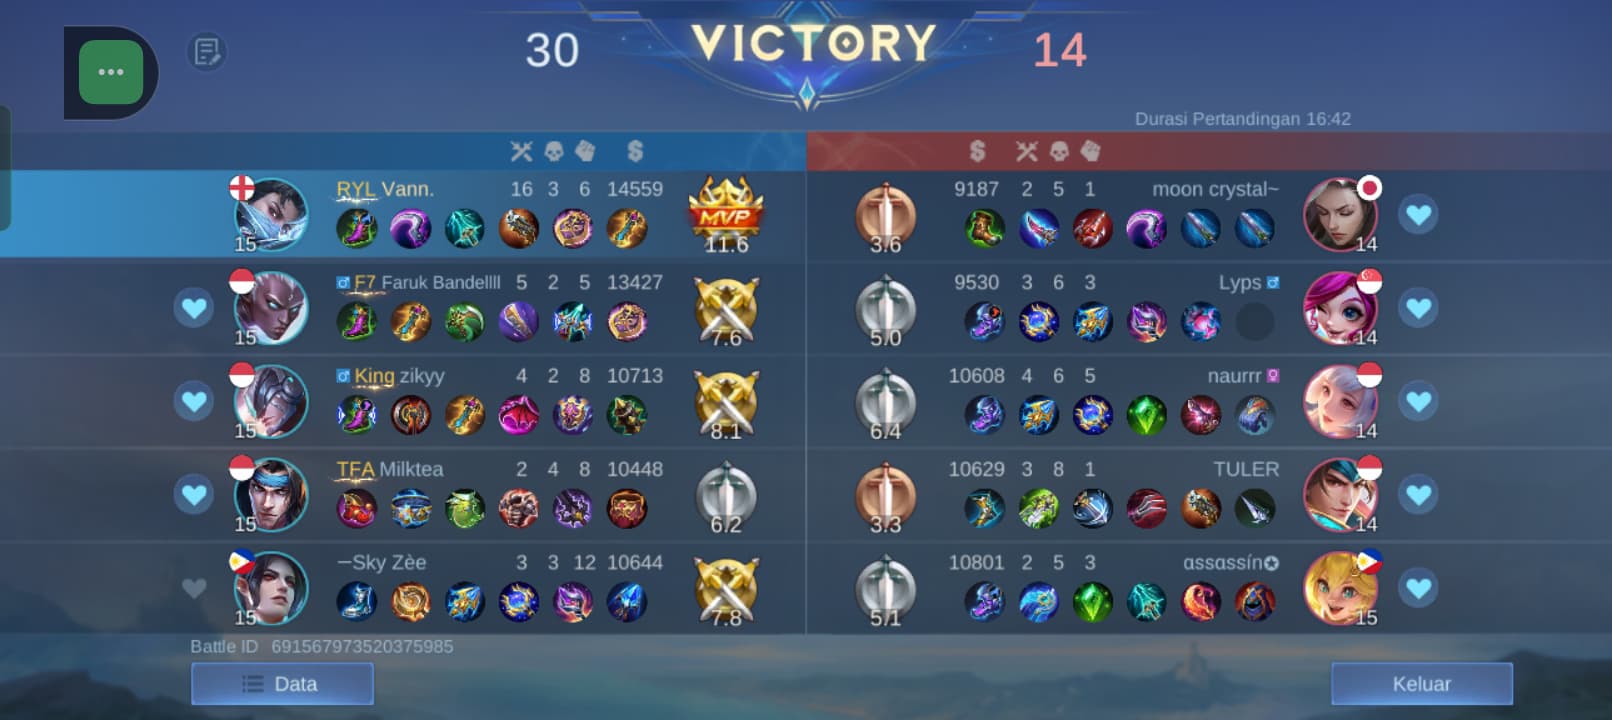 30 VICTORY 14
Durasi Pertandingan 16:42
RYL Vann. 16 3 6 14559 MVP 11.6 15
3.6 9187 2 5 1 moon crystal~ 14
F7 Faruk Bandellll 5 2 5 13427 7.6 15
5.0 9530 3 6 3 Lyps 14
King zikyy 4 2 8 10713 8.1 15
6.4 10608 4 6 5 naurrr 14
TFA Milktea 2 4 8 10448 6.2 15
3.3 10629 3 8 1 TULER 14
—Sky Zèe 3 3 12 10644 7.8 15
5.1 10801 2 5 3 ɑssɑssín✪ 15
Battle ID 691567973520375985
Data
Keluar